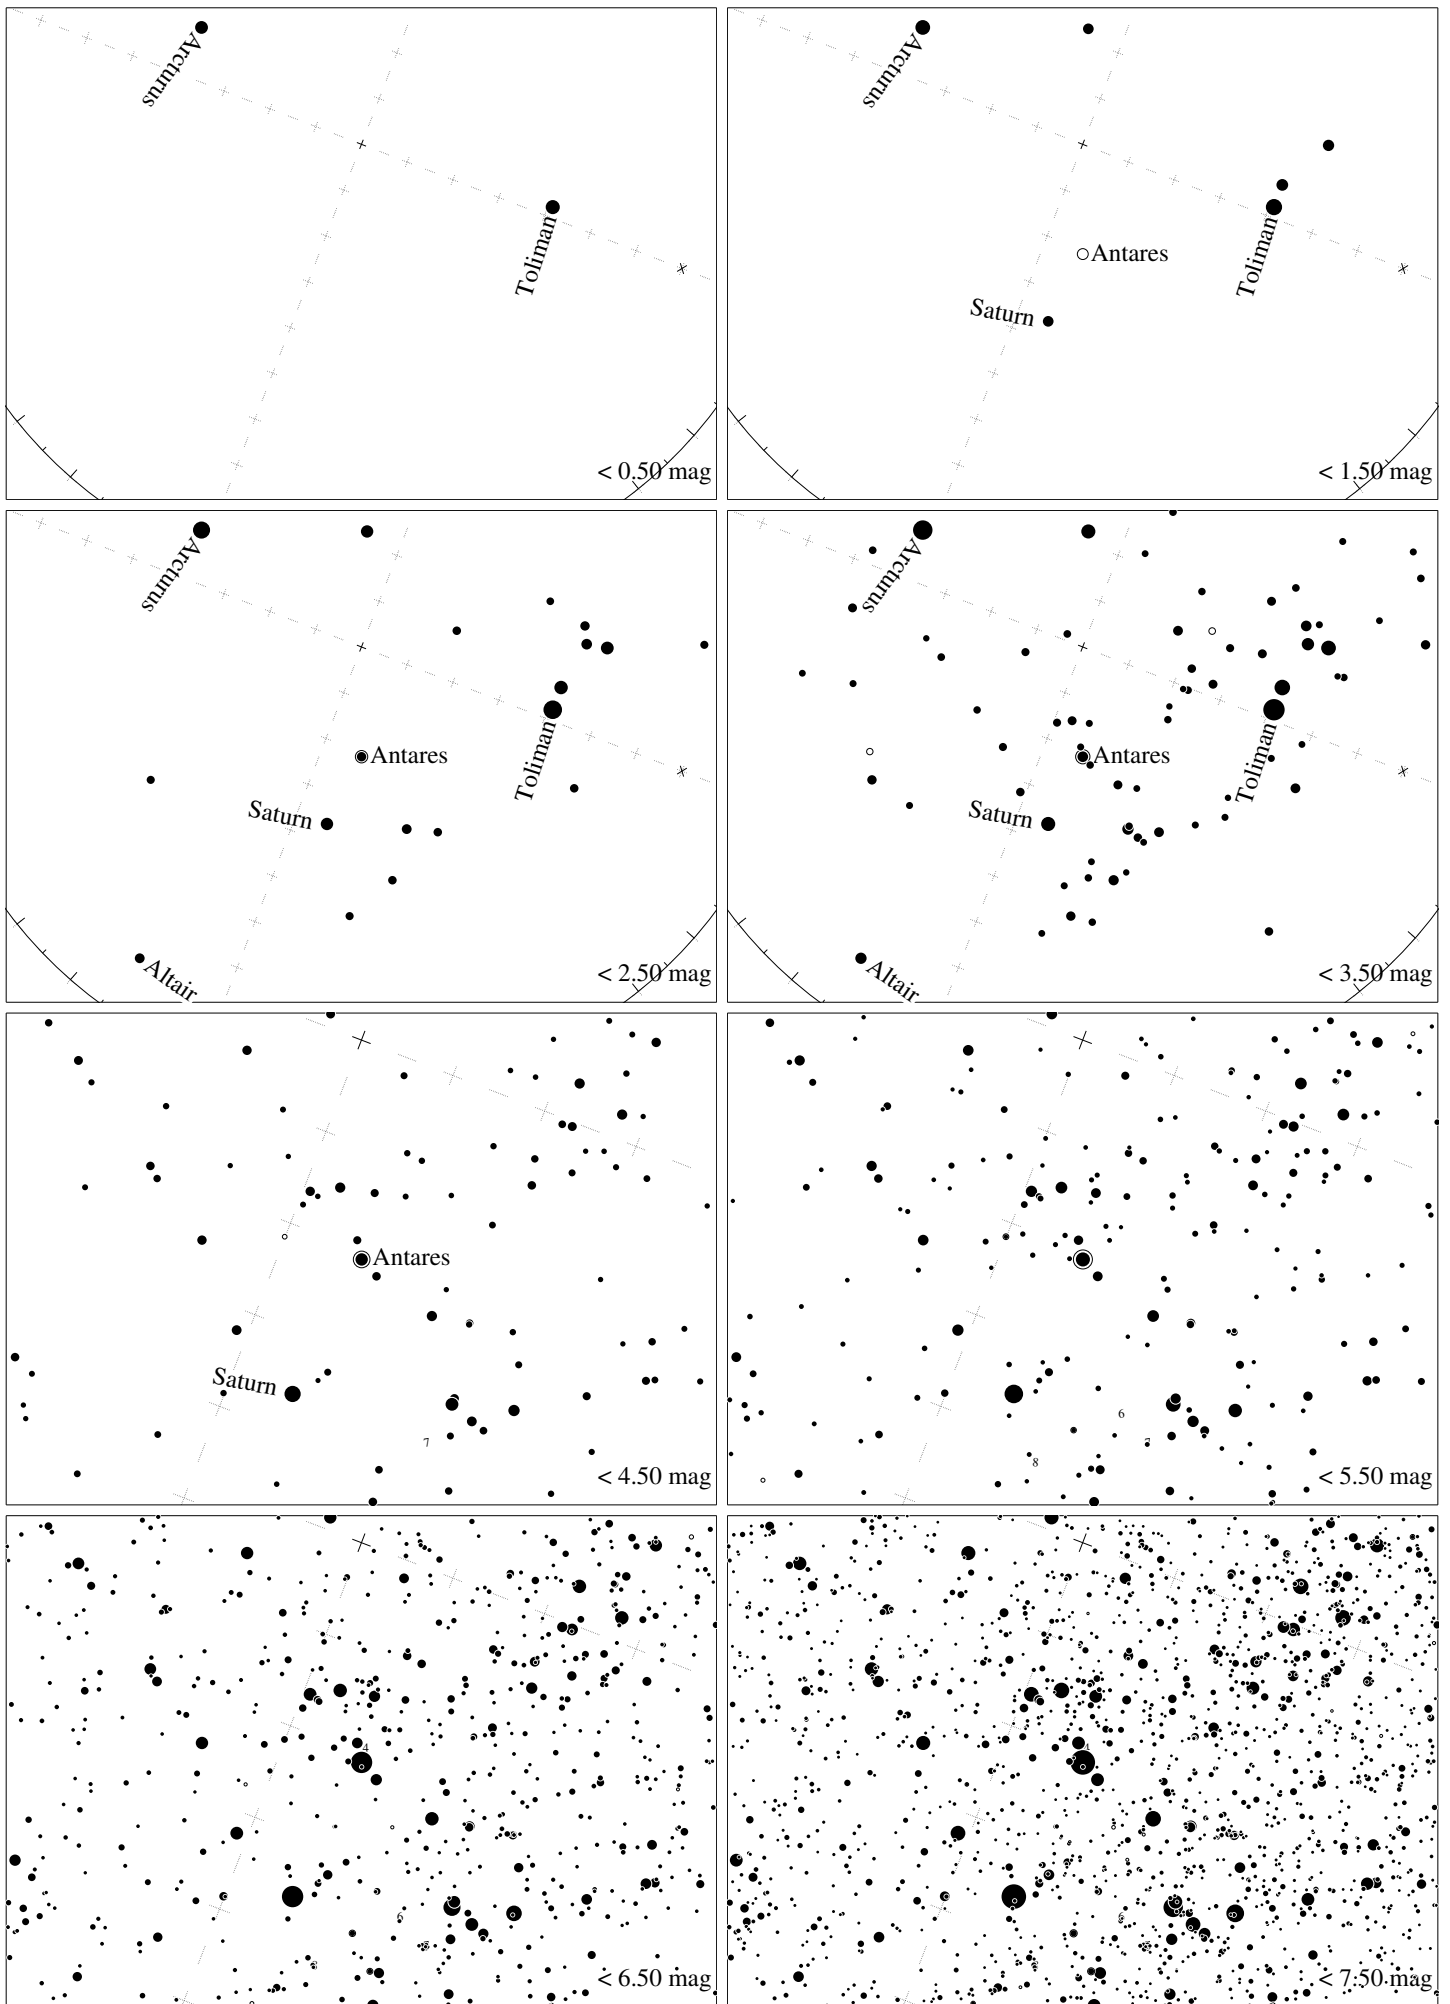 Arcturus
Toliman
< 0.50 mag
Arcturus
Toliman
Antares
Saturn
< 1.50 mag
Arcturus
Antares
Toliman
Saturn
Altair
< 2.50 mag
Arcturus
Antares
Toliman
Saturn
Altair
< 3.50 mag
Antares
Saturn
7
< 4.50 mag
6
7
8
< 5.50 mag
4
6
< 6.50 mag
< 7.50 mag